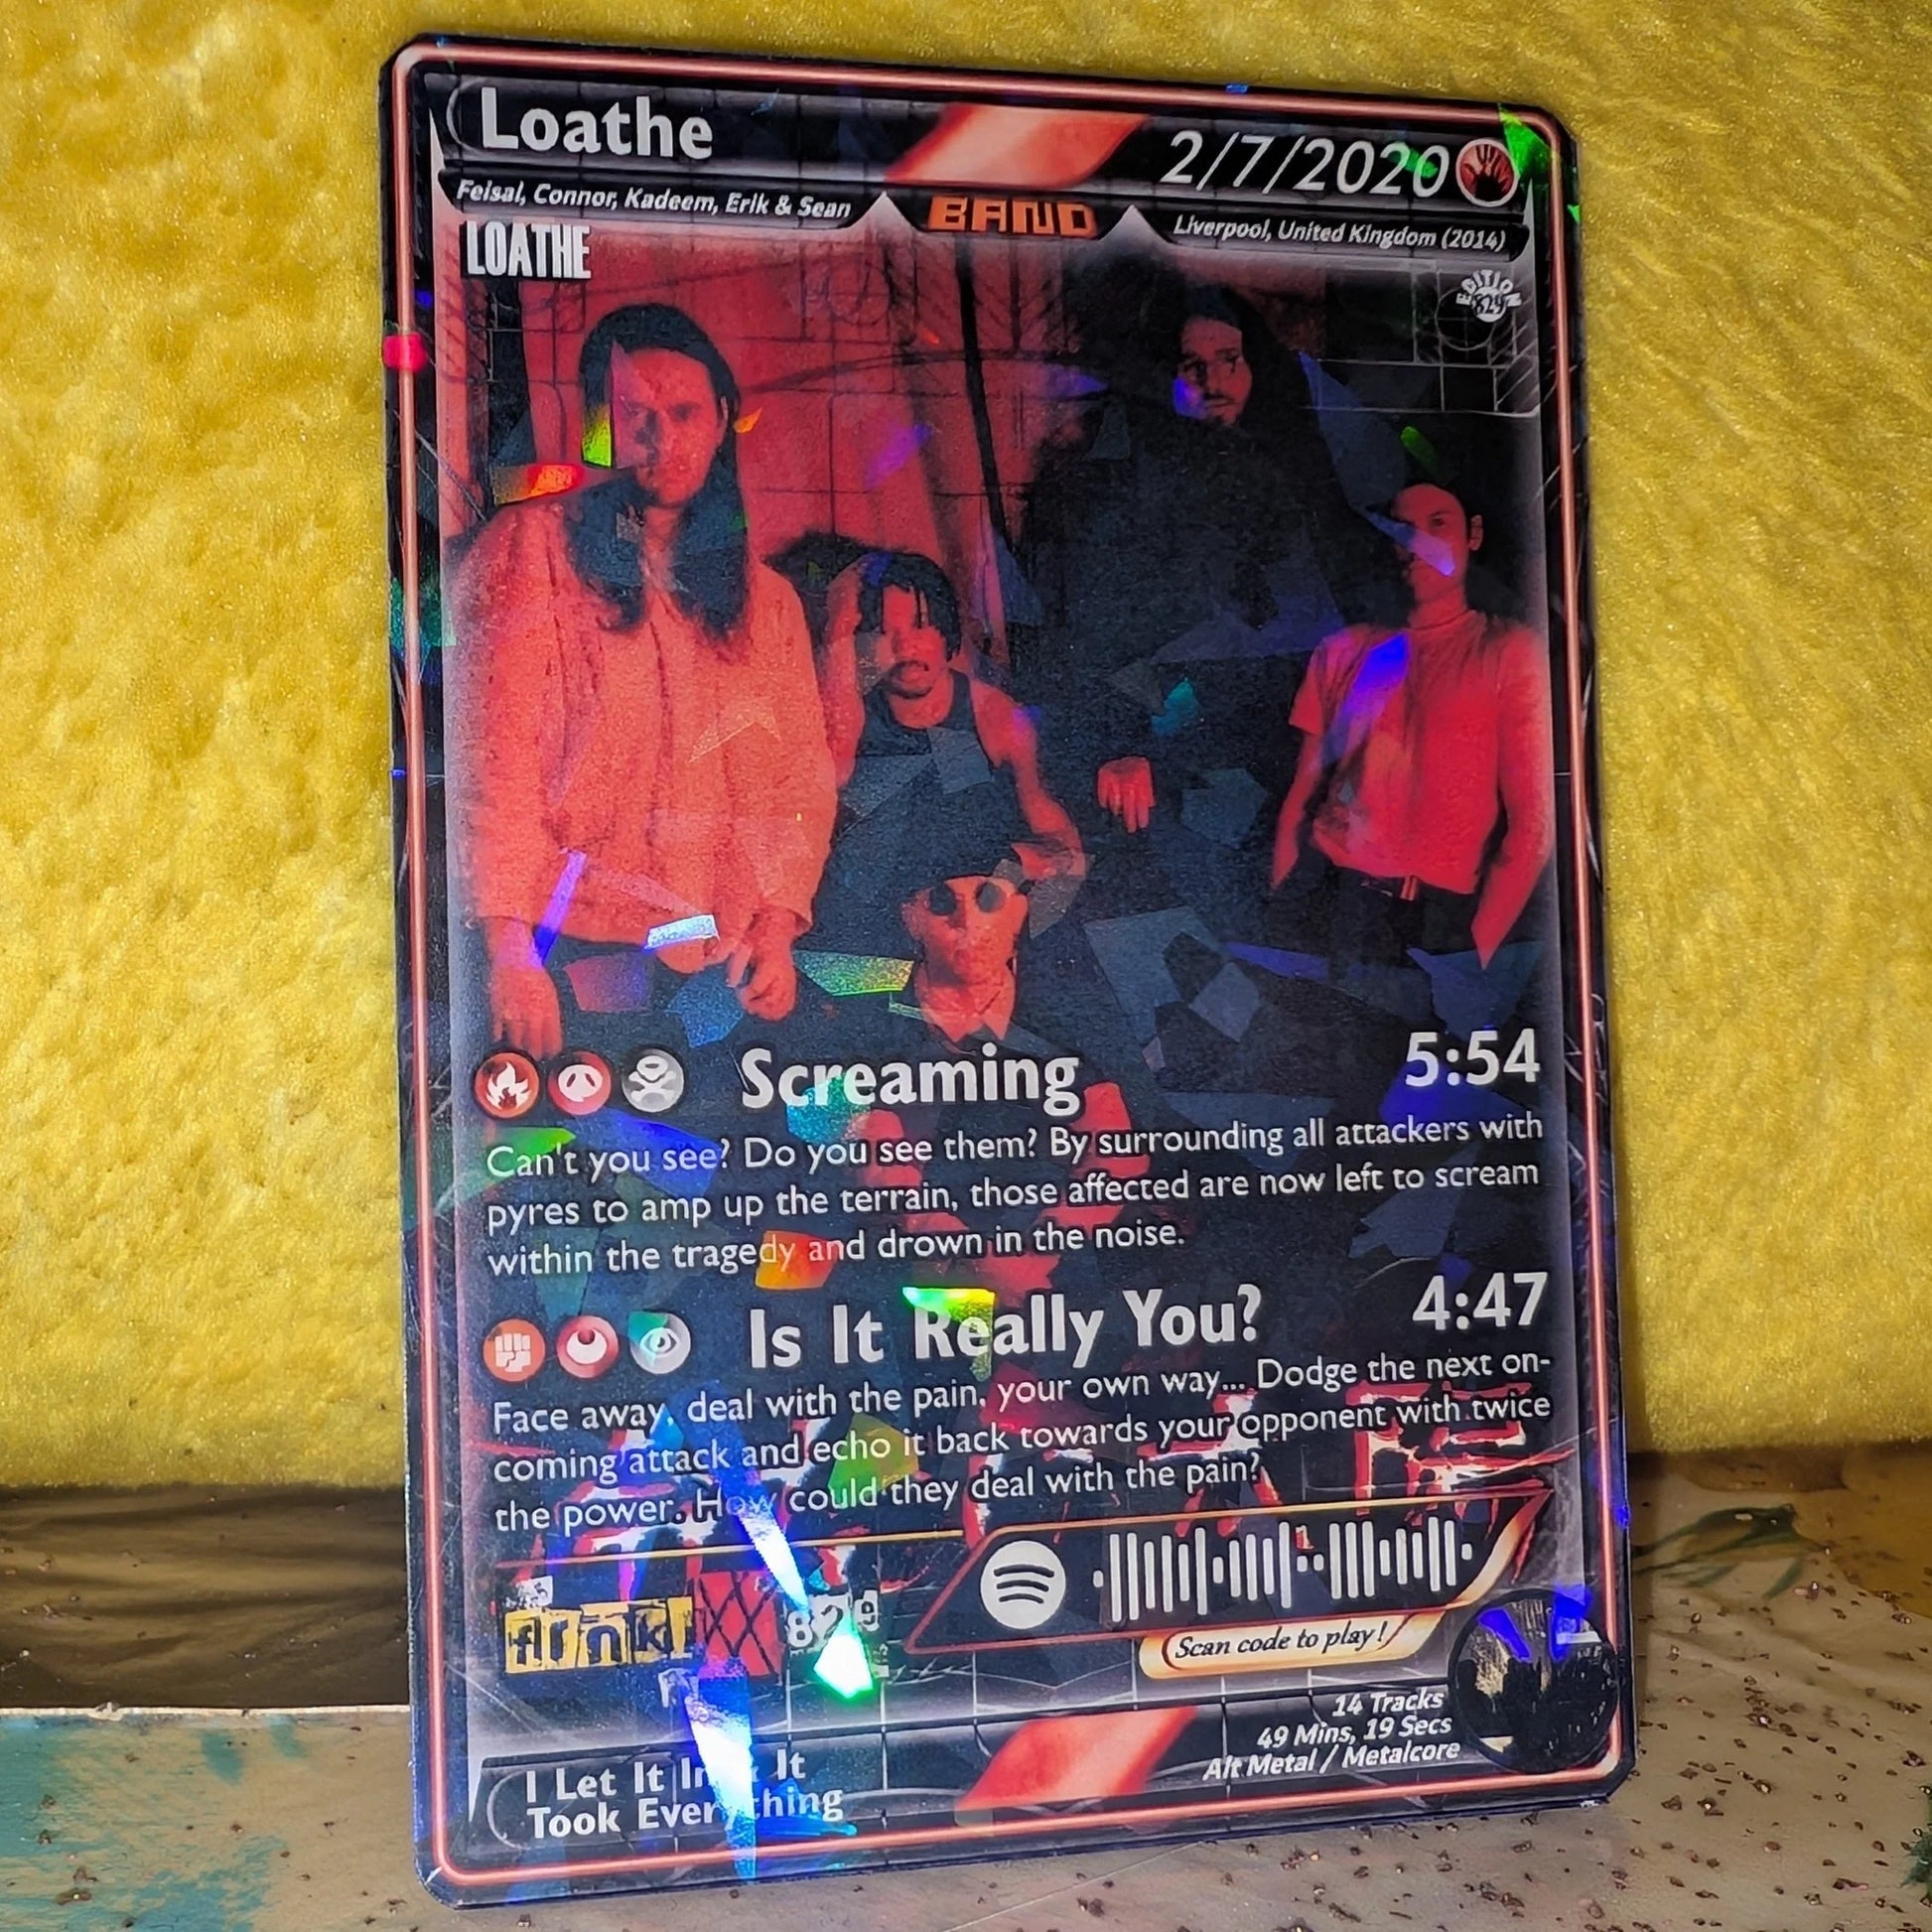 Loathe
2/7/2020
Feisal, Connor, Kadeem, Erik & Sean
BAND
Liverpool, United Kingdom (2014)
LOATHE
EDITION
Screaming
5:54
Can't you see? Do you see them? By surrounding all attackers with
pyres to amp up the terrain, those affected are now left to scream
within the tragedy and drown in the noise.
Is It Really You?
4:47
Face away, deal with the pain, your own way... Dodge the next on-
coming attack and echo it back towards your opponent with twice
the power. How could they deal with the pain?
Scan code to play!
14 Tracks
49 Mins, 19 Secs
Alt Metal / Metalcore
I Let It In It
Took Everything